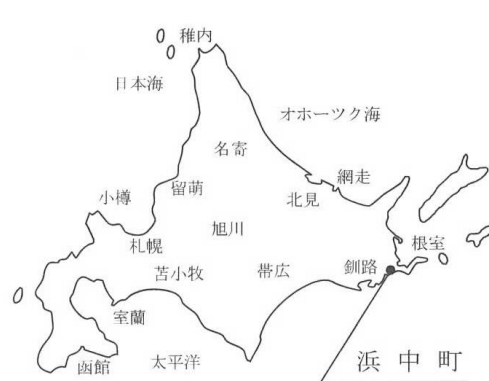 稚内
日本海
オホーツク海
名寄
網走
留萌
北見
小樽
旭川
根室
札幌
釧路
苫小牧
帯広
室蘭
浜中町
太平洋
函館